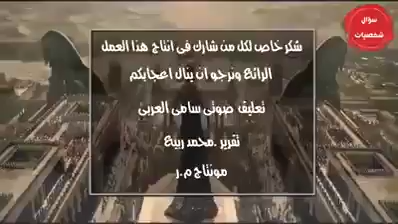 سؤال
شخصيات
شكر خاص لكل من شارك فى انتاج هذا العمل
الرائع ونرجو ان ينال اعجابكم
تعليق صوتى سامى العربى
تقرير .محمد ربيع
مونتاج م.ر